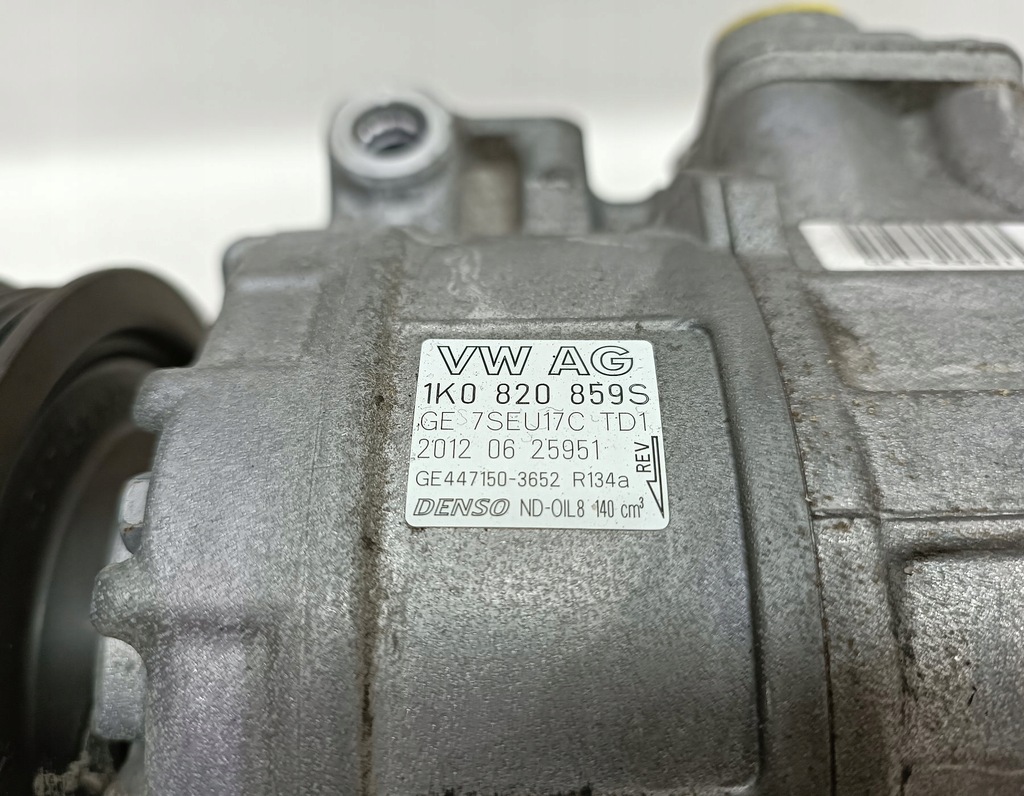 VW AG
1K0 820 859S
GE 7SEU17C TD1
2012 06 25951
REV
GE447150-3652 R134a
DENSO ND-OIL8 140 cm³